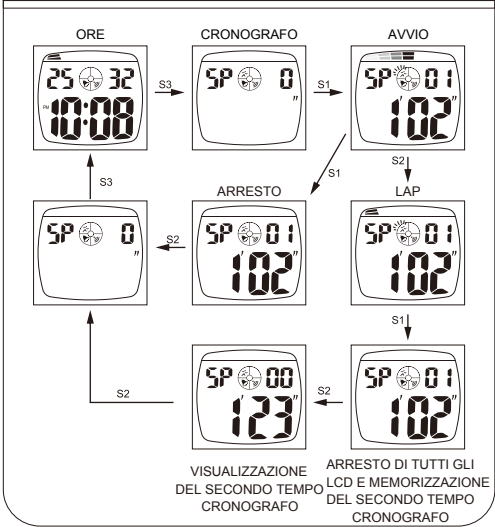 ORE
CRONOGRAFO
AVVIO
25 32
PM 10:08
S3
SP 0
"
S1
SP 01
1'02"
S1
S2
S3
ARRESTO
LAP
SP 0
"
S2
SP 01
1'02"
SP 01
1'02"
S1
S2
SP 00
1'23"
S2
SP 01
1'02"
VISUALIZZAZIONE
DEL SECONDO TEMPO
CRONOGRAFO
ARRESTO DI TUTTI GLI
LCD E MEMORIZZAZIONE
DEL SECONDO TEMPO
CRONOGRAFO